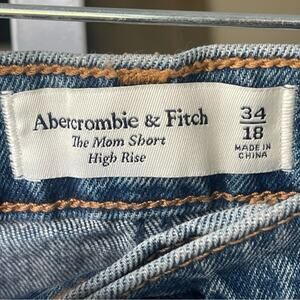 Abercrombie & Fitch
The Mom Short
High Rise
34
18
MADE IN
CHINA